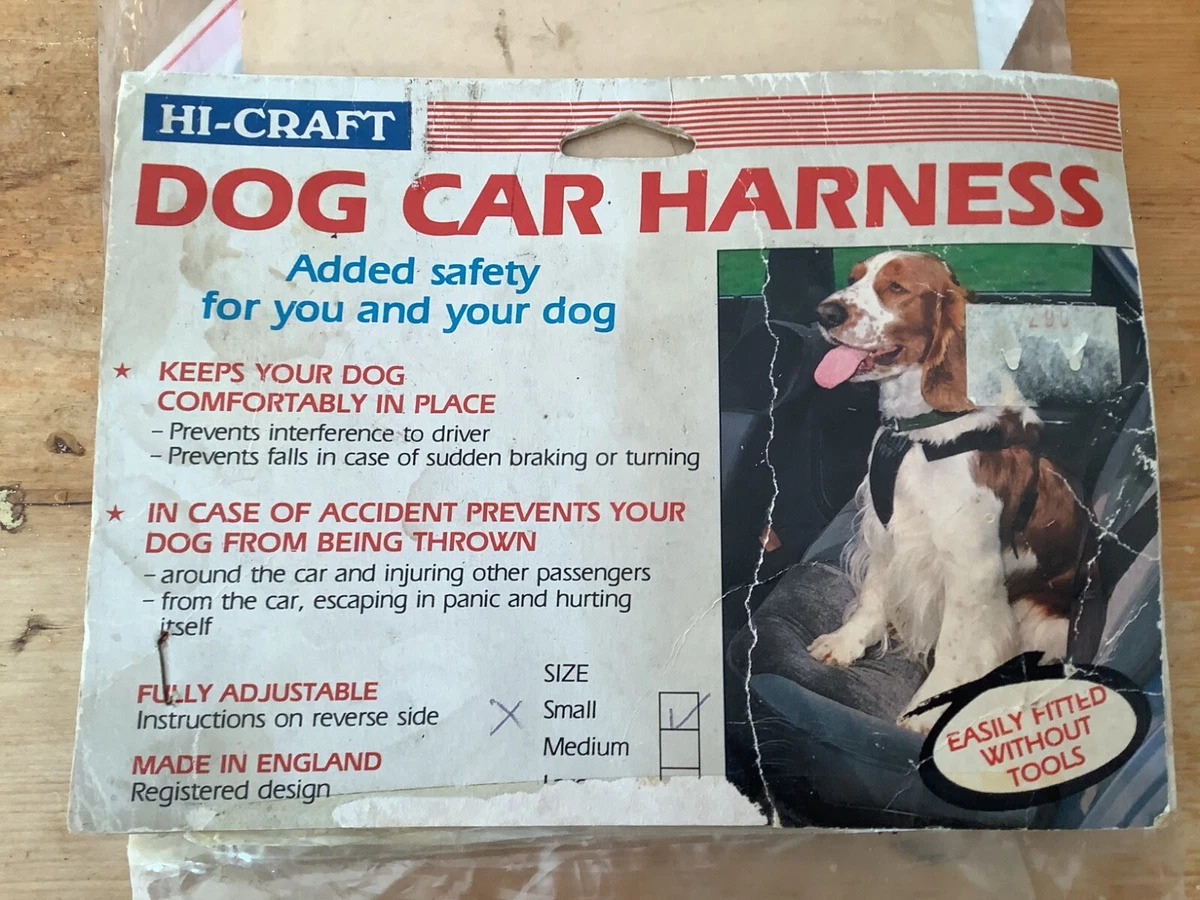 HI-CRAFT
DOG CAR HARNESS
Added safety
for you and your dog
★ KEEPS YOUR DOG
COMFORTABLY IN PLACE
– Prevents interference to driver
– Prevents falls in case of sudden braking or turning
★ IN CASE OF ACCIDENT PREVENTS YOUR
DOG FROM BEING THROWN
– around the car and injuring other passengers
– from the car, escaping in panic and hurting
itself
FULLY ADJUSTABLE
Instructions on reverse side
MADE IN ENGLAND
Registered design
SIZE
Small
Medium
EASILY FITTED
WITHOUT
TOOLS